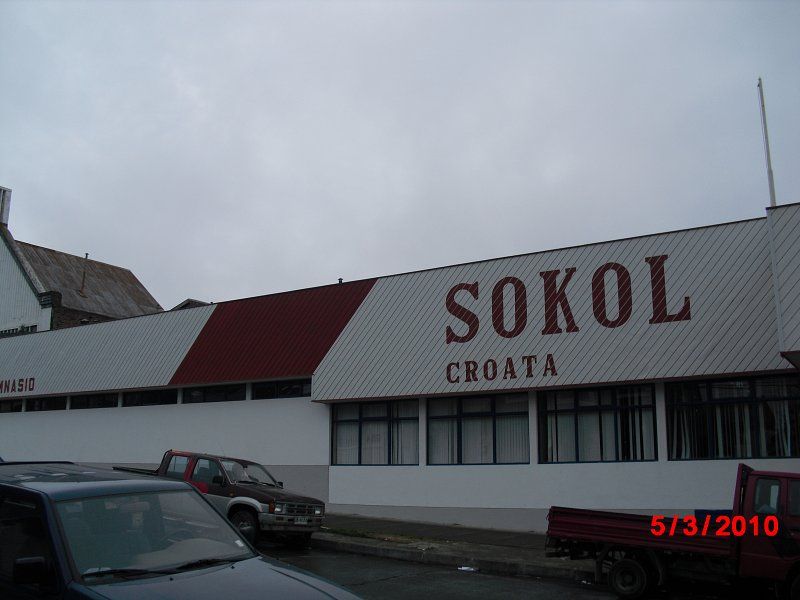 SOKOL
CROATA
MNASIO
5/3/2010